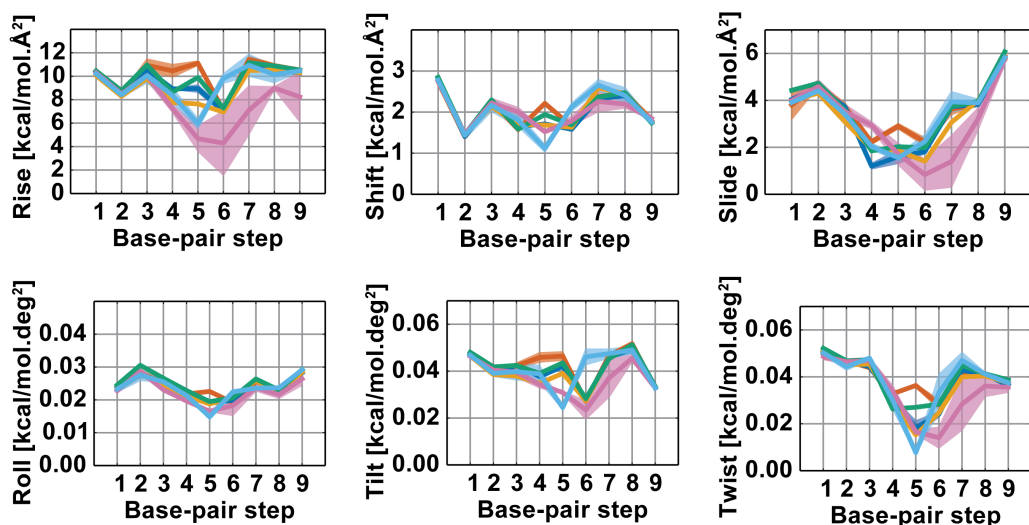 Rise [kcal/mol.Å²]
12
10
8
6
4
2
0
1 2 3 4 5 6 7 8 9
Base-pair step
Shift [kcal/mol.Å²]
3
2
1
0
1 2 3 4 5 6 7 8 9
Base-pair step
Slide [kcal/mol.Å²]
6
4
2
0
1 2 3 4 5 6 7 8 9
Base-pair step
Roll [kcal/mol.deg²]
0.04
0.03
0.02
0.01
0.00
1 2 3 4 5 6 7 8 9
Base-pair step
Tilt [kcal/mol.deg²]
0.06
0.04
0.02
0.00
1 2 3 4 5 6 7 8 9
Base-pair step
Twist [kcal/mol.deg²]
0.06
0.04
0.02
0.00
1 2 3 4 5 6 7 8 9
Base-pair step